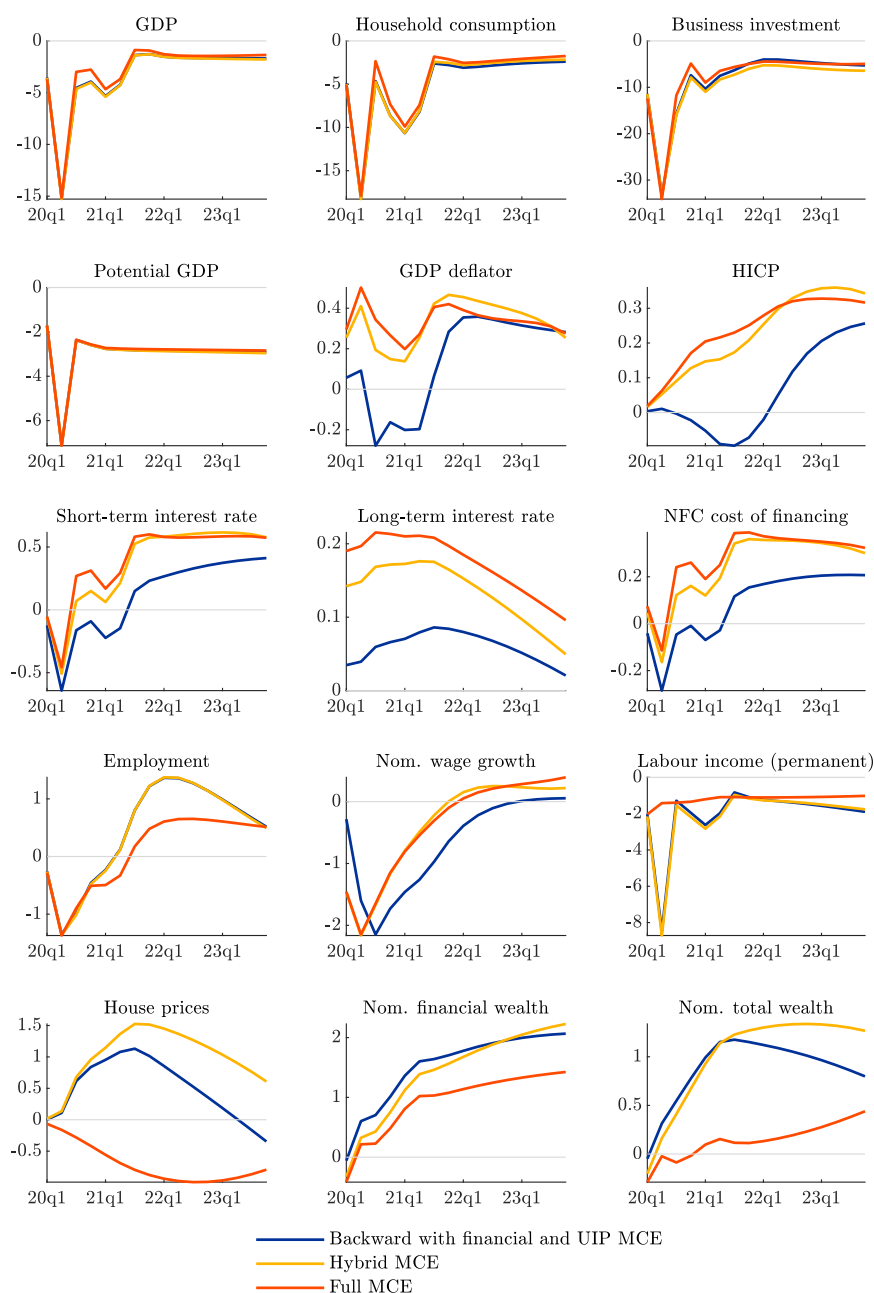 GDP Household consumption Business investment
0 0 0
-5 -5 -10
-10 -10 -20
-15 -15 -30
20q1 21q1 22q1 23q1 20q1 21q1 22q1 23q1 20q1 21q1 22q1 23q1
Potential GDP GDP deflator HICP
0 0.4 0.3
-2 0.2 0.2
-4 0 0.1
-6 -0.2 0
20q1 21q1 22q1 23q1 20q1 21q1 22q1 23q1 20q1 21q1 22q1 23q1
Short-term interest rate Long-term interest rate NFC cost of financing
0.5 0.2 0.2
0 0.1 0
-0.5 0 -0.2
20q1 21q1 22q1 23q1 20q1 21q1 22q1 23q1 20q1 21q1 22q1 23q1
Employment Nom. wage growth Labour income (permanent)
1 0 0
0 -1 -2
-1 -2 -4
-6
-8
20q1 21q1 22q1 23q1 20q1 21q1 22q1 23q1 20q1 21q1 22q1 23q1
House prices Nom. financial wealth Nom. total wealth
1.5 2 1
1 1 0.5
0.5 0 0
0
-0.5
20q1 21q1 22q1 23q1 20q1 21q1 22q1 23q1 20q1 21q1 22q1 23q1
Backward with financial and UIP MCE
Hybrid MCE
Full MCE